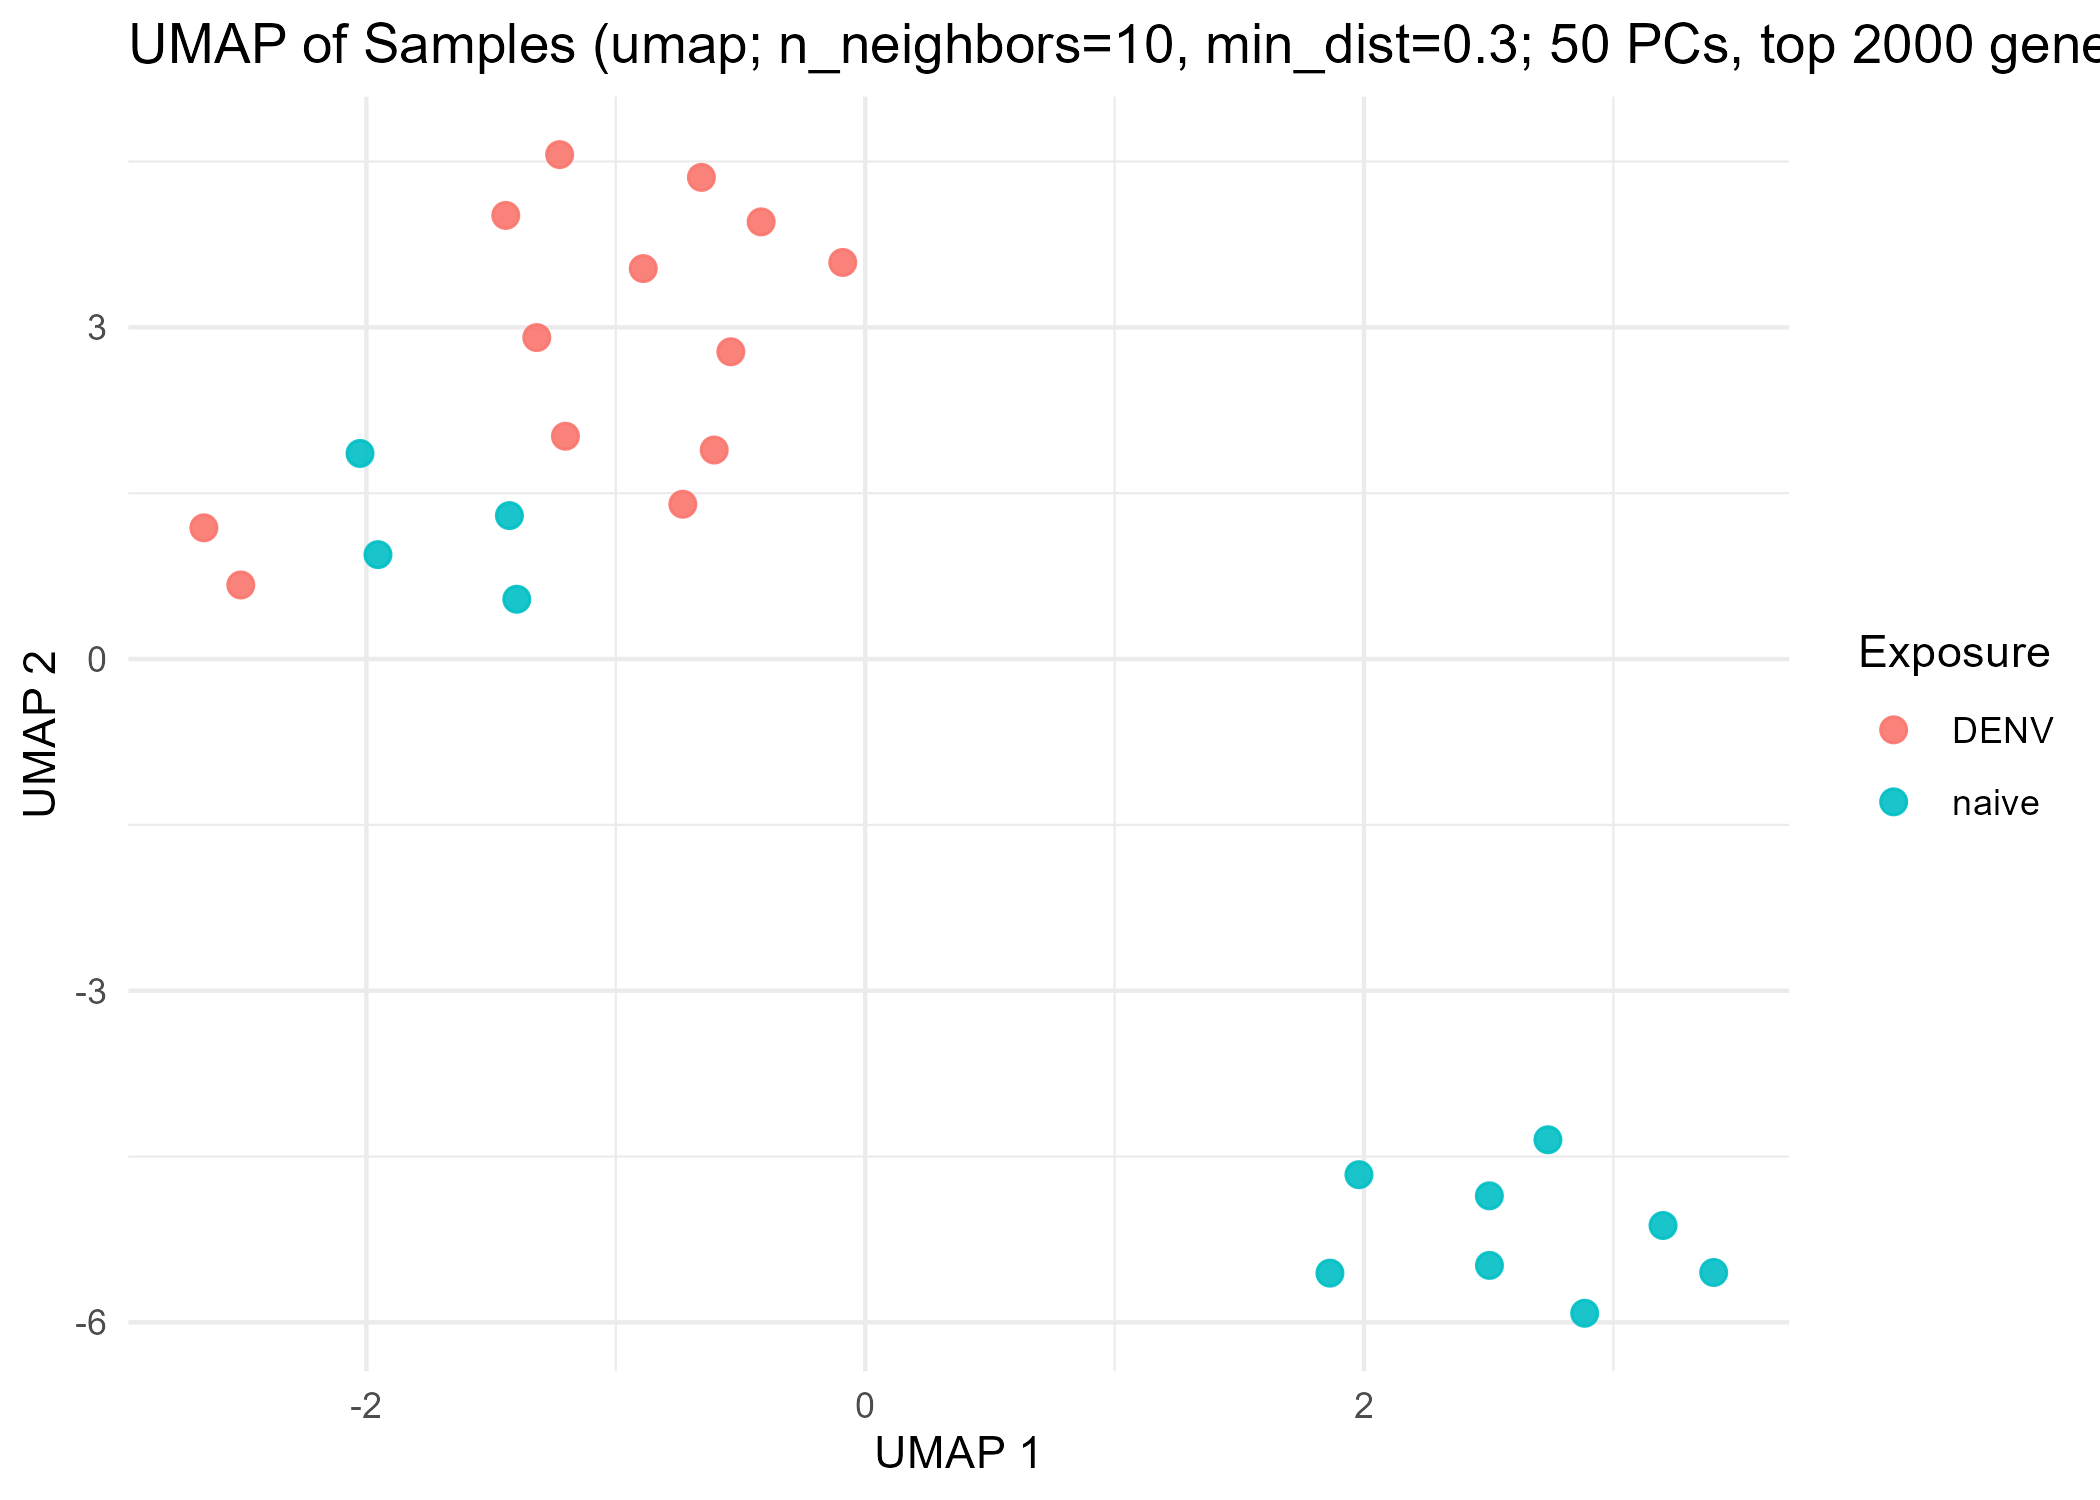 UMAP of Samples (umap; n_neighbors=10, min_dist=0.3; 50 PCs, top 2000 gene
3
0
-3
-6
UMAP 2
-2
0
2
UMAP 1
Exposure
DENV
naive